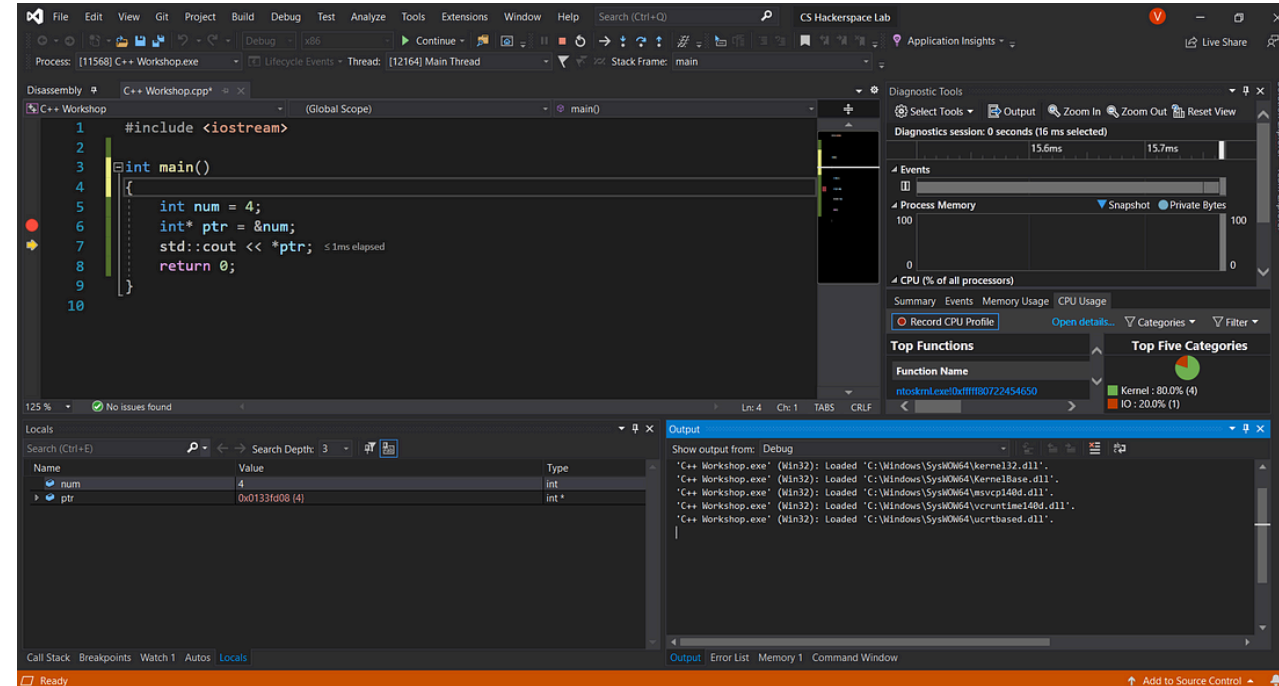 File Edit View Git Project Build Debug Test Analyze Tools Extensions Window Help Search (Ctrl+Q) CS Hackerspace Lab V
Debug x86 Continue Application Insights Live Share
Process: [11568] C++ Workshop.exe Lifecycle Events Thread: [12164] Main Thread Stack Frame: main
Disassembly C++ Workshop.cpp*
C++ Workshop (Global Scope) main()
1 #include <iostream>
2
3 int main()
4 {
5 int num = 4;
6 int* ptr = &num;
7 std::cout << *ptr; ≤ 1ms elapsed
8 return 0;
9 }
10
125 % No issues found Ln: 4 Ch: 1 TABS CRLF
Diagnostic Tools
Select Tools Output Zoom In Zoom Out Reset View
Diagnostics session: 0 seconds (16 ms selected)
15.6ms 15.7ms
Events
Process Memory Snapshot Private Bytes
100 100
0 0
CPU (% of all processors)
Summary Events Memory Usage CPU Usage
Record CPU Profile Open details... Categories Filter
Top Functions Top Five Categories
Function Name
ntoskrnl.exe!0xfffff80722454650
Kernel : 80.0% (4)
IO : 20.0% (1)
Locals
Search (Ctrl+E) Search Depth: 3
Name Value Type
num 4 int
ptr 0x0133fd08 {4} int *
Call Stack Breakpoints Watch 1 Autos Locals
Output
Show output from: Debug
'C++ Workshop.exe' (Win32): Loaded 'C:\Windows\SysWOW64\kernel32.dll'.
'C++ Workshop.exe' (Win32): Loaded 'C:\Windows\SysWOW64\KernelBase.dll'.
'C++ Workshop.exe' (Win32): Loaded 'C:\Windows\SysWOW64\msvcp140d.dll'.
'C++ Workshop.exe' (Win32): Loaded 'C:\Windows\SysWOW64\vcruntime140d.dll'.
'C++ Workshop.exe' (Win32): Loaded 'C:\Windows\SysWOW64\ucrtbased.dll'.
Output Error List Memory 1 Command Window
Ready Add to Source Control